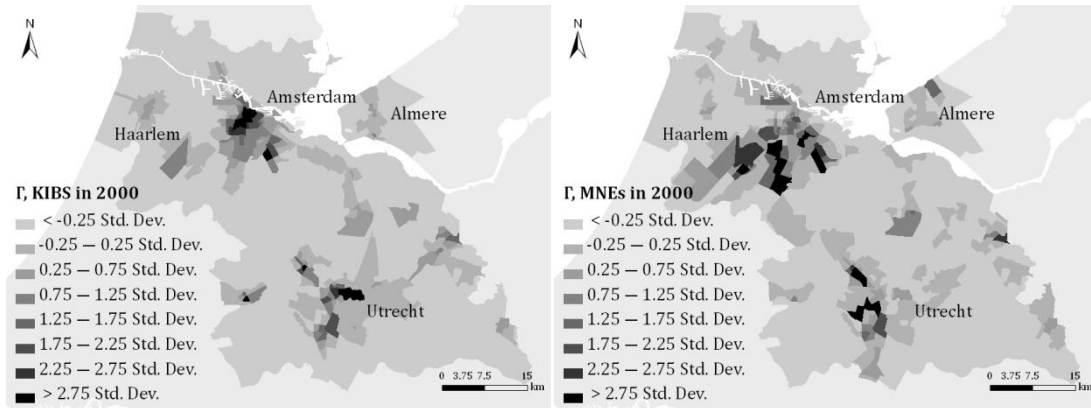 N
Amsterdam
Almere
Haarlem
Γ, KIBS in 2000
< -0.25 Std. Dev.
-0.25 — 0.25 Std. Dev.
0.25 — 0.75 Std. Dev.
0.75 — 1.25 Std. Dev.
1.25 — 1.75 Std. Dev.
1.75 — 2.25 Std. Dev.
2.25 — 2.75 Std. Dev.
> 2.75 Std. Dev.
Utrecht
0 3.75 7.5 15
km
N
Amsterdam
Almere
Haarlem
Γ, MNEs in 2000
< -0.25 Std. Dev.
-0.25 — 0.25 Std. Dev.
0.25 — 0.75 Std. Dev.
0.75 — 1.25 Std. Dev.
1.25 — 1.75 Std. Dev.
1.75 — 2.25 Std. Dev.
2.25 — 2.75 Std. Dev.
> 2.75 Std. Dev.
Utrecht
0 3.75 7.5 15
km